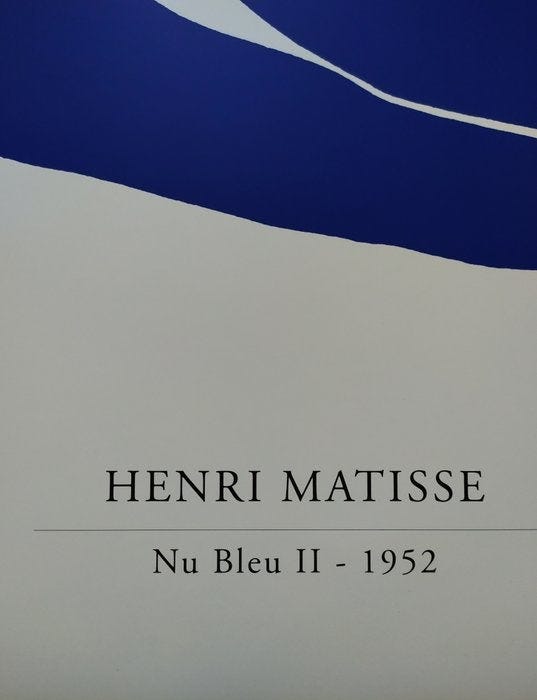 HENRI MATISSE
Nu Bleu II - 1952